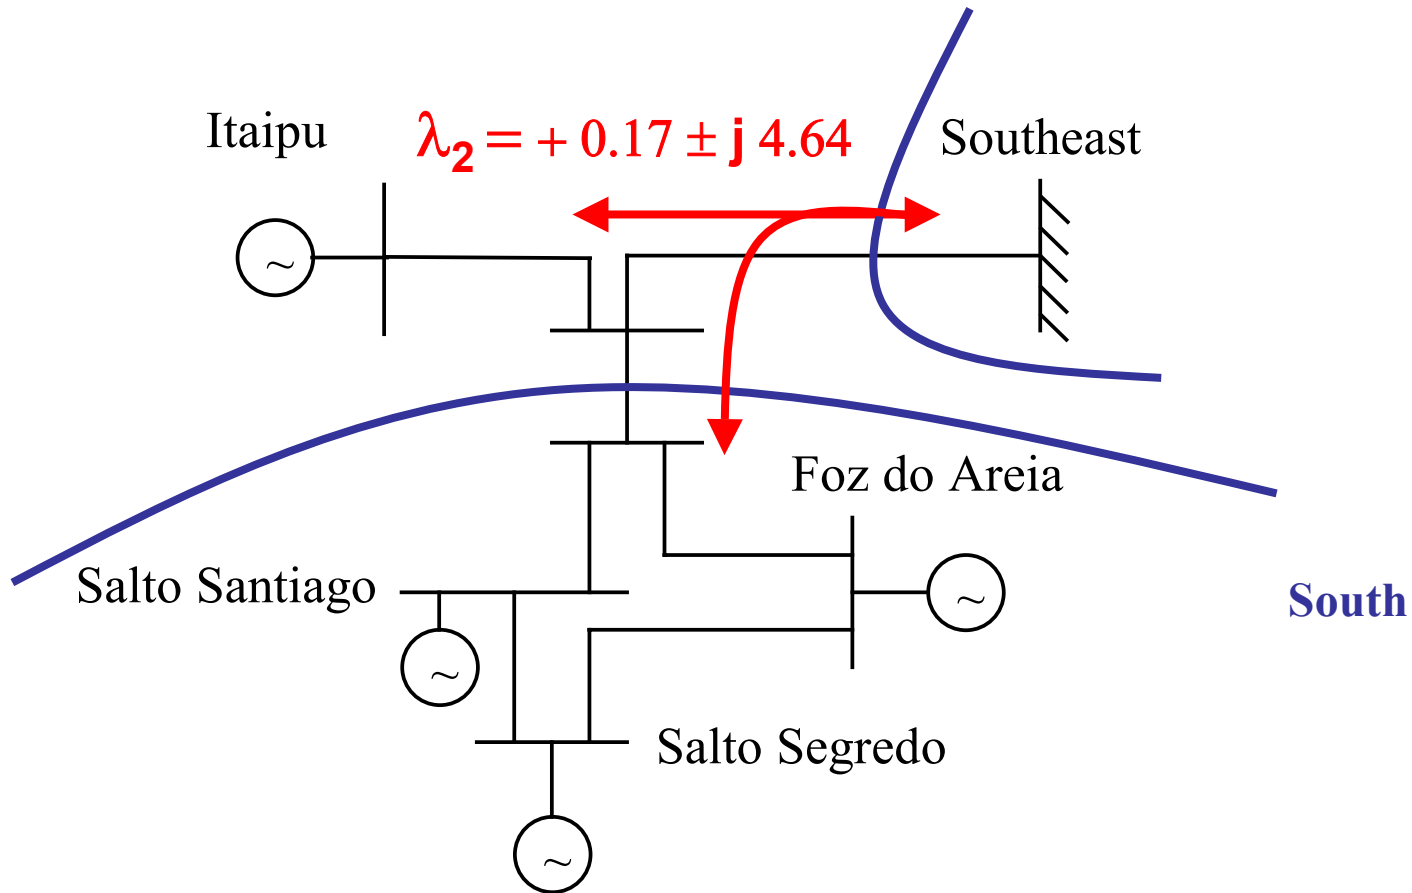 Itaipu
λ2 = + 0.17 ± j 4.64
Southeast
~
Foz do Areia
Salto Santiago
~
South
~
Salto Segredo
~